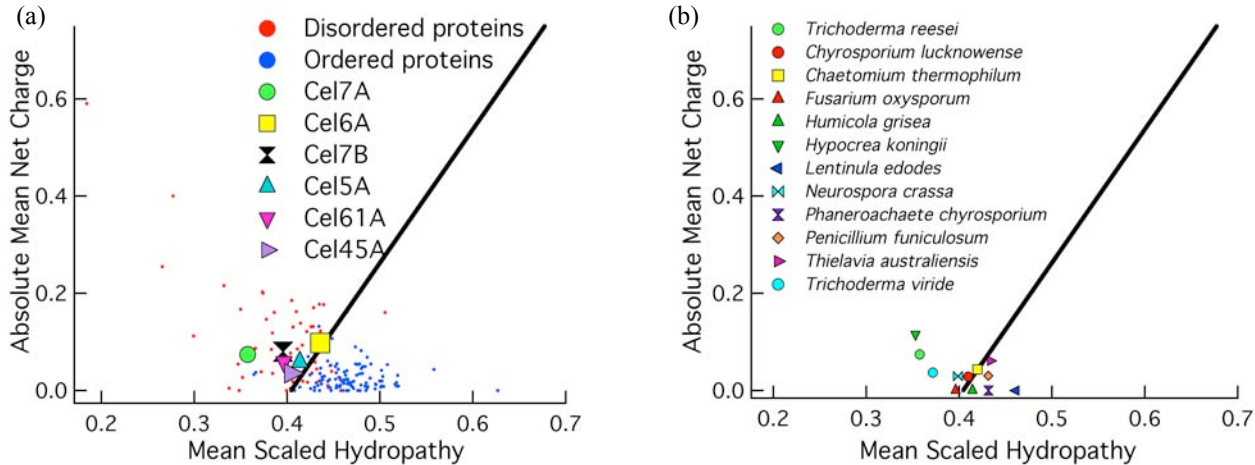 (a)
Disordered proteins
Ordered proteins
Cel7A
Cel6A
Cel7B
Cel5A
Cel61A
Cel45A
Absolute Mean Net Charge
0.6
0.4
0.2
0.0
0.2
0.3
0.4
0.5
0.6
0.7
Mean Scaled Hydropathy
(b)
Trichoderma reesei
Chyrosporium lucknowense
Chaetomium thermophilum
Fusarium oxysporum
Humicola grisea
Hypocrea koningii
Lentinula edodes
Neurospora crassa
Phaneroachaete chyrosporium
Penicillium funiculosum
Thielavia australiensis
Trichoderma viride
Absolute Mean Net Charge
0.6
0.4
0.2
0.0
0.2
0.3
0.4
0.5
0.6
0.7
Mean Scaled Hydropathy